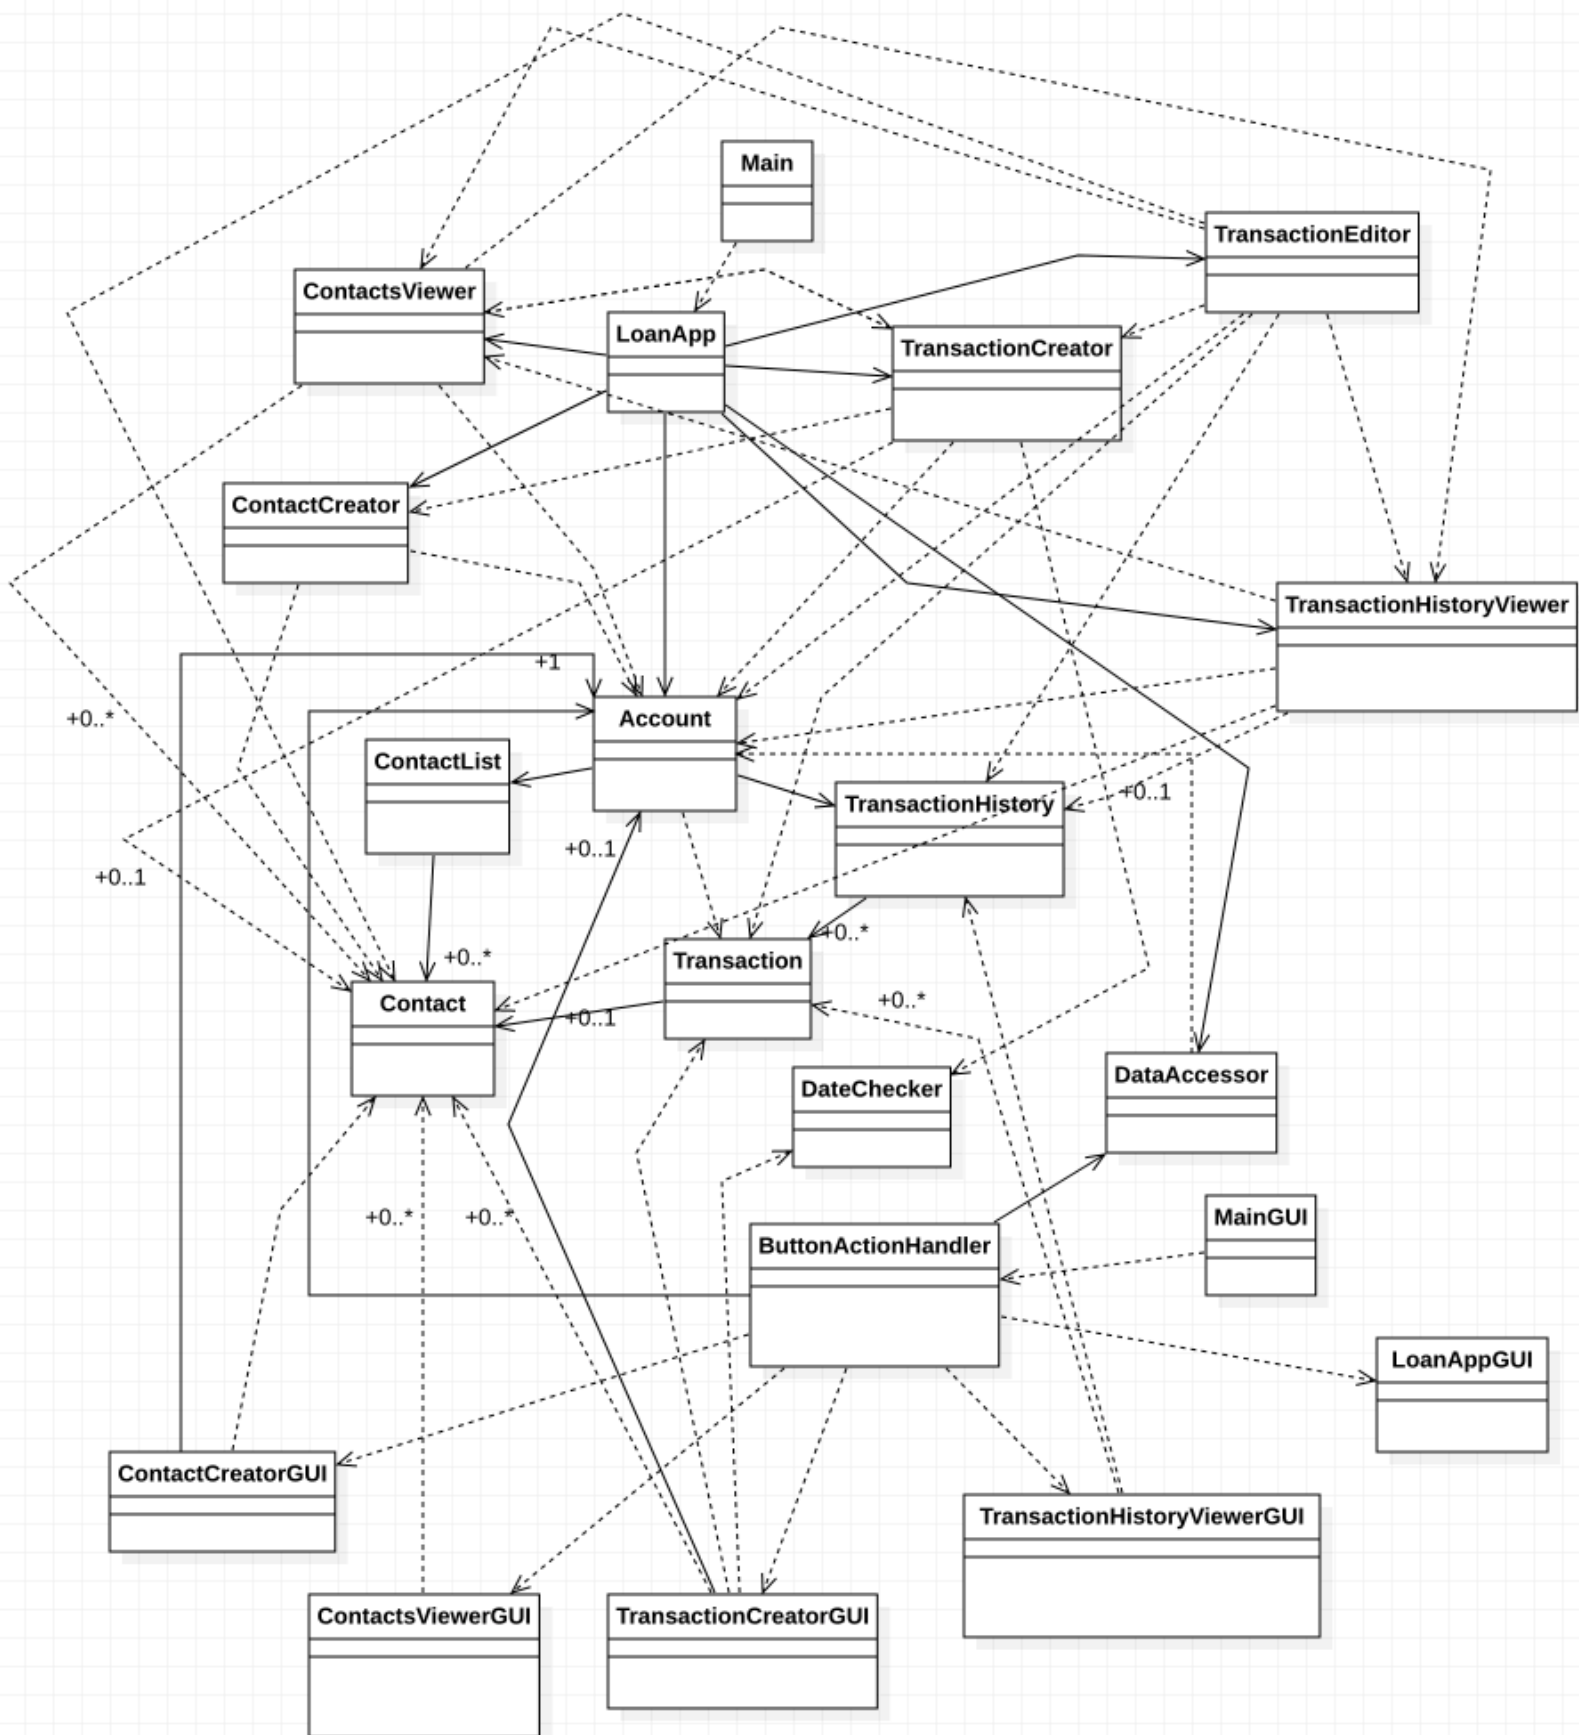 Main
TransactionEditor
ContactsViewer
LoanApp
TransactionCreator
ContactCreator
TransactionHistoryViewer
+1
+0..*
Account
ContactList
TransactionHistory
+0..1
+0..1
+0..1
+0..*
+0..*
Transaction
+0..*
Contact
+0..1
DateChecker
DataAccessor
+0..*
+0..*
MainGUI
ButtonActionHandler
LoanAppGUI
ContactCreatorGUI
TransactionHistoryViewerGUI
ContactsViewerGUI
TransactionCreatorGUI